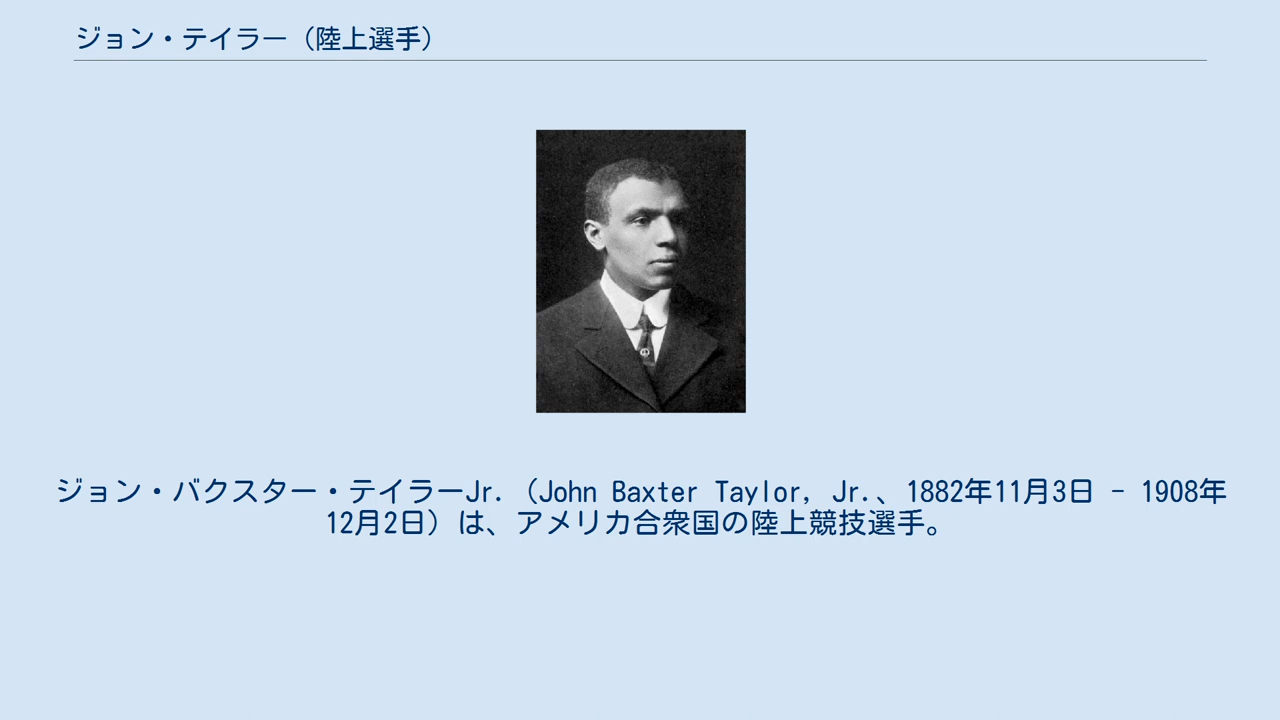 ジョン・テイラー（陸上選手）
ジョン・バクスター・テイラーJr.（John Baxter Taylor, Jr.、1882年11月3日 - 1908年
12月2日）は、アメリカ合衆国の陸上競技選手。